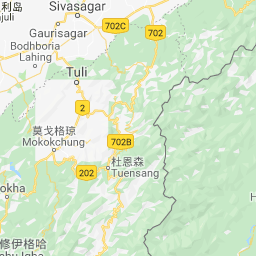 利岛
ajuli
Sivasagar
702C
702
Gaurisagar
Bodhboria
Lahing
Tuli
2
莫戈格琼
Mokokchung
702B
杜恩森
Tuensang
202
okha
修伊格哈